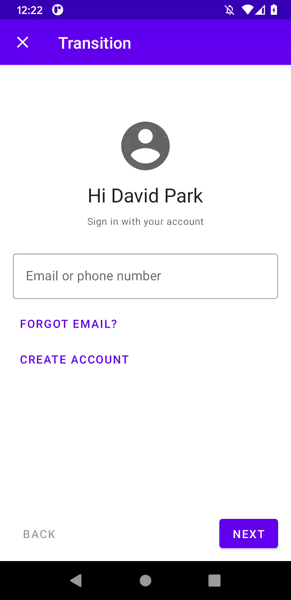 12:22
Transition
Hi David Park
Sign in with your account
Email or phone number
FORGOT EMAIL?
CREATE ACCOUNT
BACK
NEXT